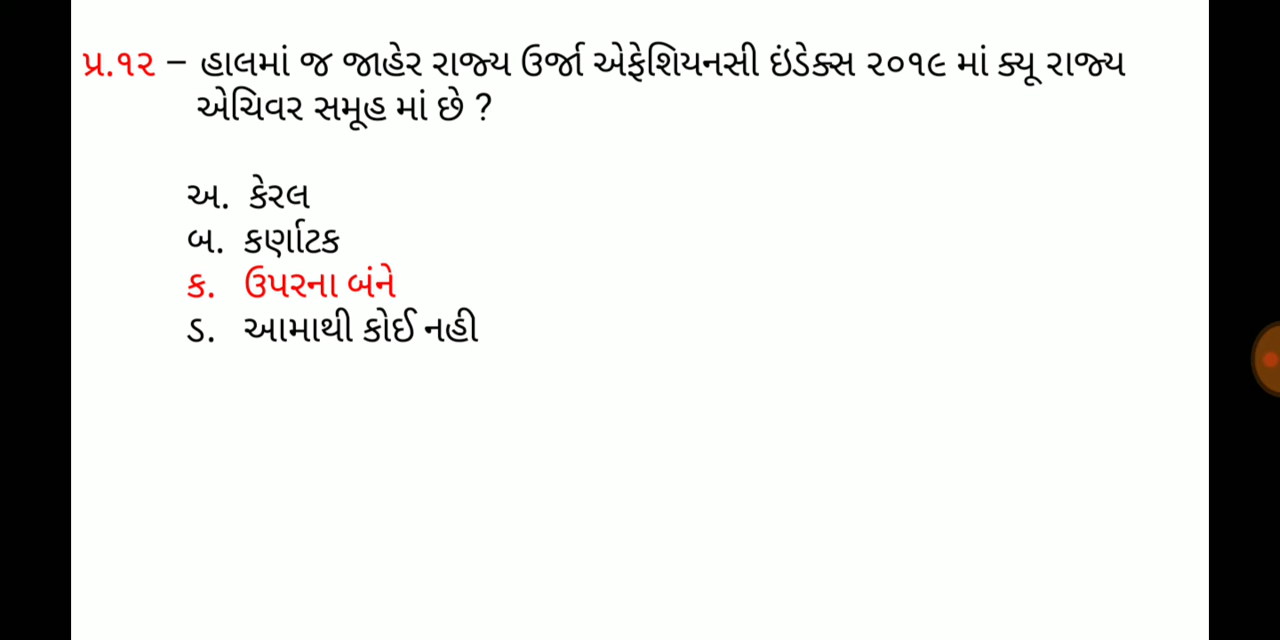 પ્ર.૧૨ – હાલમાં જ જાહેર રાજ્ય ઉર્જા એફેશિયનસી ઇંડેક્સ ૨૦૧૯ માં ક્યૂ રાજ્ય
એચિવર સમૂહ માં છે ?
અ. કેરલ
બ. કર્ણાટક
ક. ઉપરના બંને
ડ. આમાથી કોઈ નહી